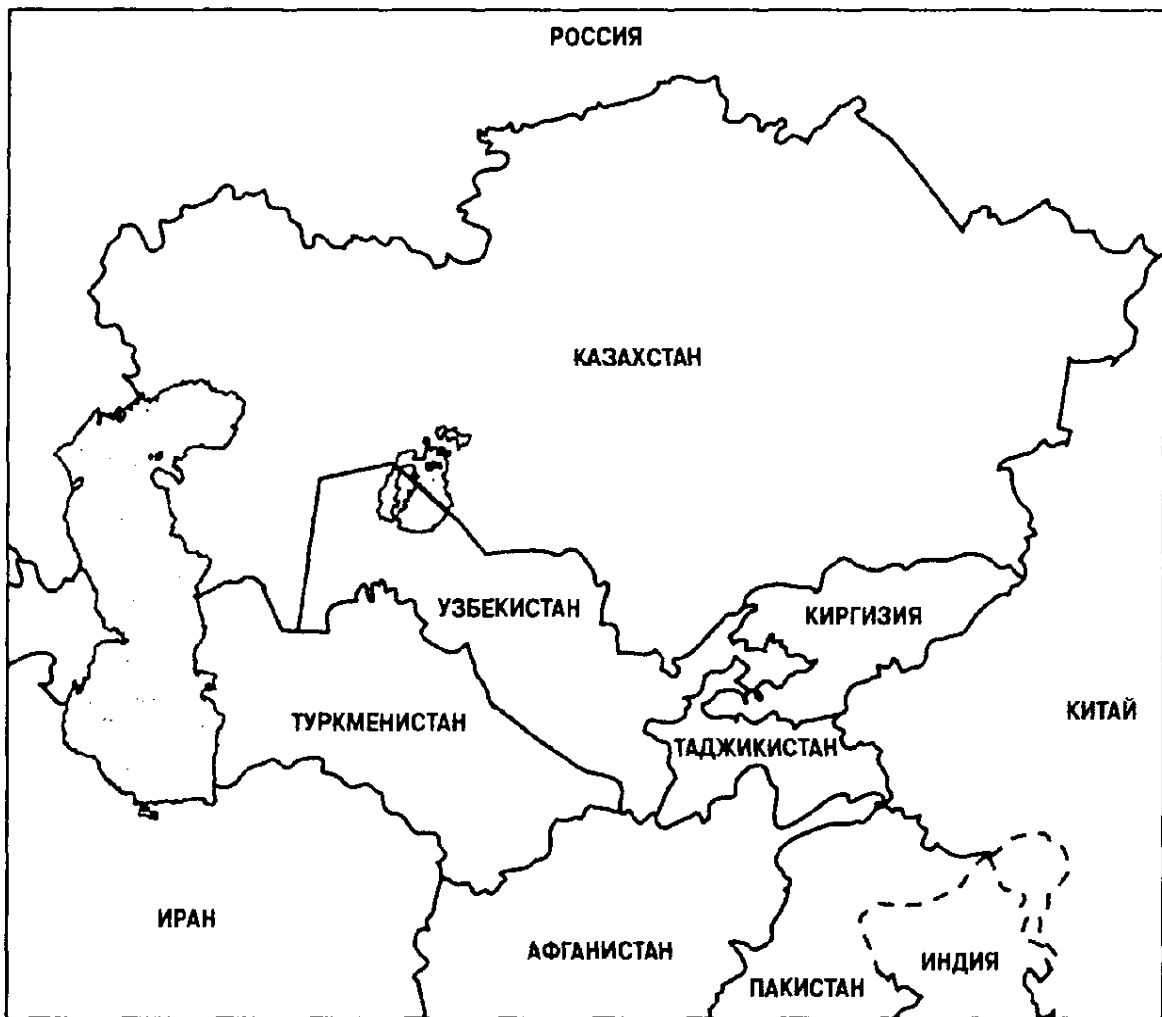 РОССИЯ
КАЗАХСТАН
УЗБЕКИСТАН
КИРГИЗИЯ
ТУРКМЕНИСТАН
КИТАЙ
ТАДЖИКИСТАН
ИРАН
АФГАНИСТАН
ИНДИЯ
ПАКИСТАН